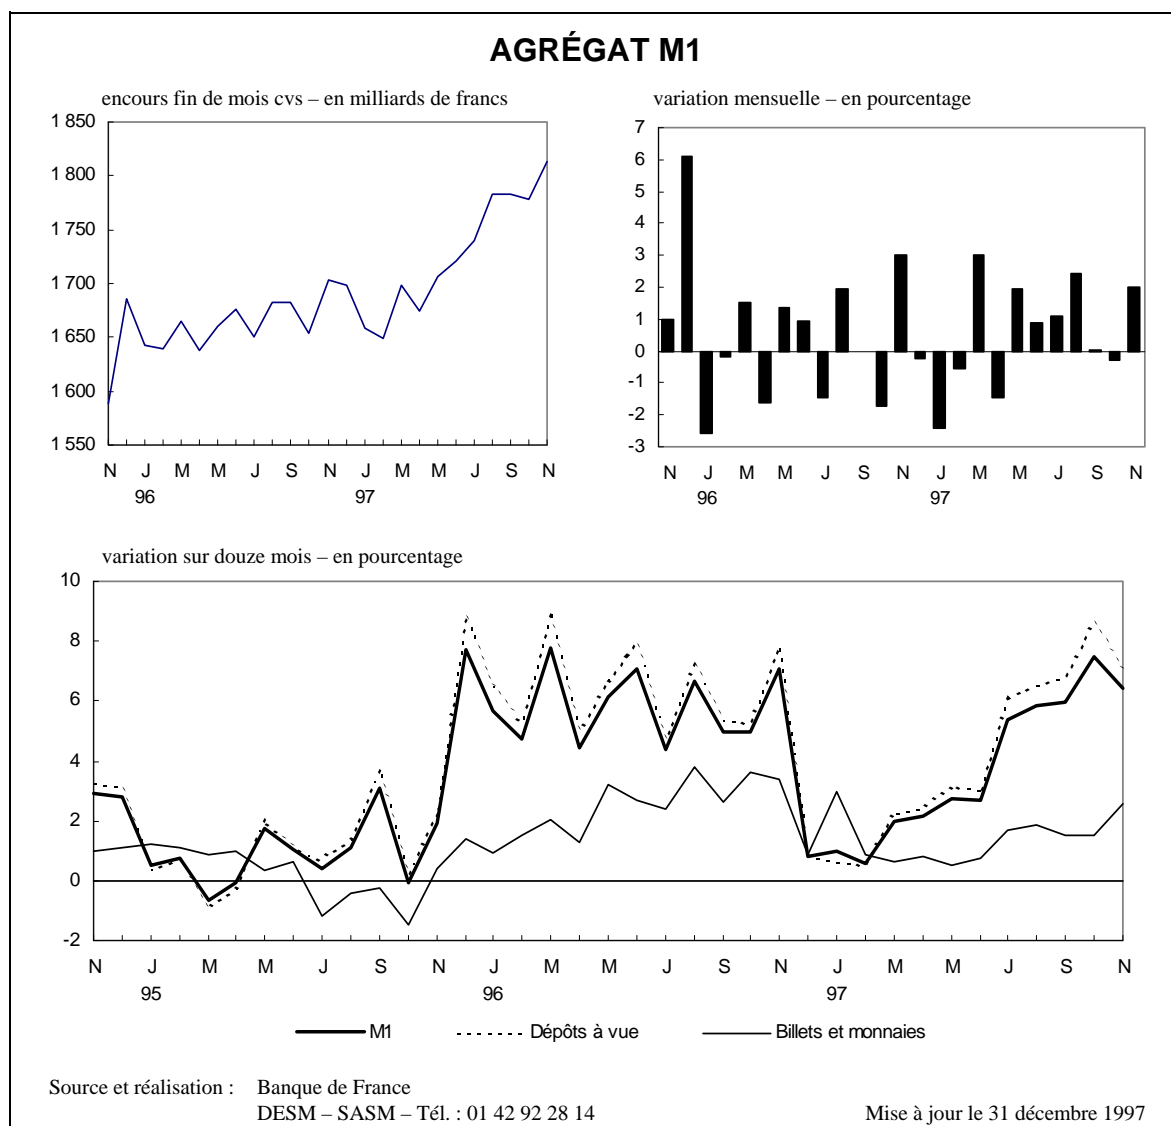 AGRÉGAT M1
encours fin de mois cvs – en milliards de francs
1 850
1 800
1 750
1 700
1 650
1 600
1 550
N J M M J S N J M M J S N
96 97
variation mensuelle – en pourcentage
7
6
5
4
3
2
1
0
-1
-2
-3
N J M M J S N J M M J S N
96 97
variation sur douze mois – en pourcentage
10
8
6
4
2
0
-2
N J M M J S N J M M J S N J M M J S N
95 96 97
M1 Dépôts à vue Billets et monnaies
Source et réalisation : Banque de France
DESM – SASM – Tél. : 01 42 92 28 14 Mise à jour le 31 décembre 1997